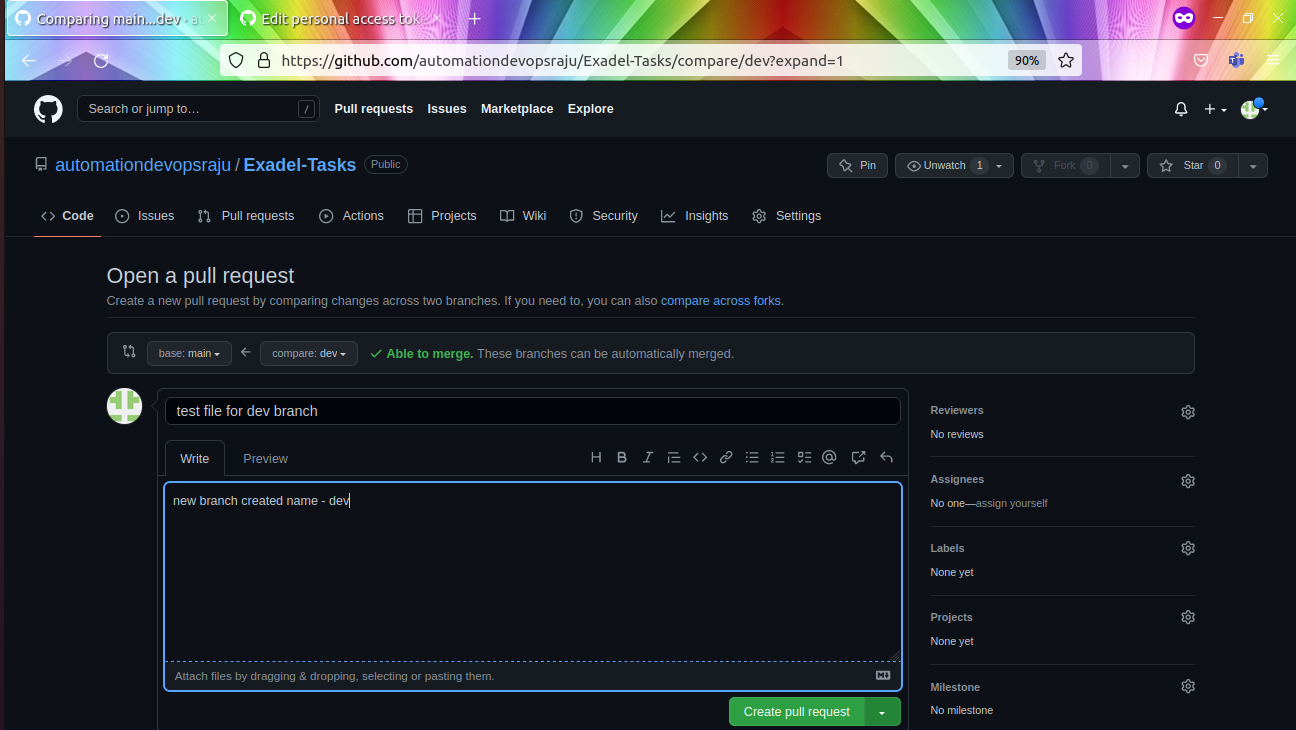 Comparing main...dev · a
Edit personal access toke
https://github.com/automationdevopsraju/Exadel-Tasks/compare/dev?expand=1
90%
Search or jump to…
/
Pull requests
Issues
Marketplace
Explore
automationdevopsraju / Exadel-Tasks
Public
Pin
Unwatch 1
Fork 0
Star 0
Code
Issues
Pull requests
Actions
Projects
Wiki
Security
Insights
Settings
Open a pull request
Create a new pull request by comparing changes across two branches. If you need to, you can also compare across forks.
base: main
compare: dev
Able to merge. These branches can be automatically merged.
test file for dev branch
Write
Preview
new branch created name - dev
Attach files by dragging & dropping, selecting or pasting them.
Create pull request
Reviewers
No reviews
Assignees
No one—assign yourself
Labels
None yet
Projects
None yet
Milestone
No milestone